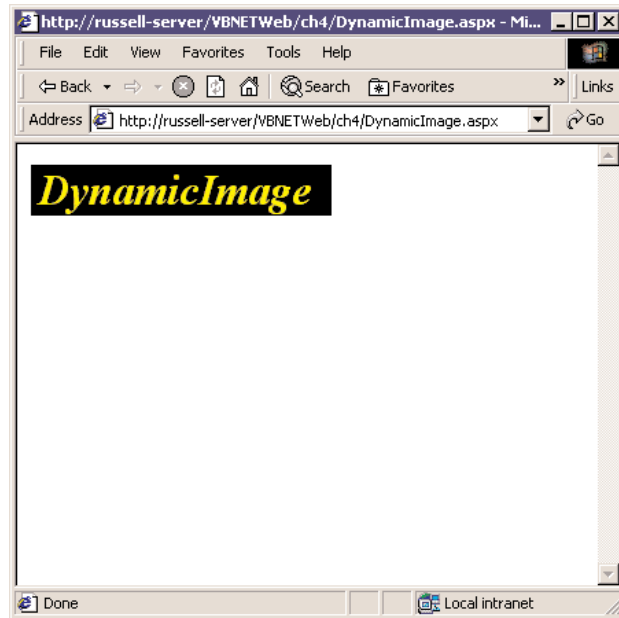 http://russell-server/VBNETWeb/ch4/DynamicImage.aspx - Mi...
File Edit View Favorites Tools Help
Back Search Favorites » Links
Address http://russell-server/VBNETWeb/ch4/DynamicImage.aspx Go
DynamicImage
Done Local intranet